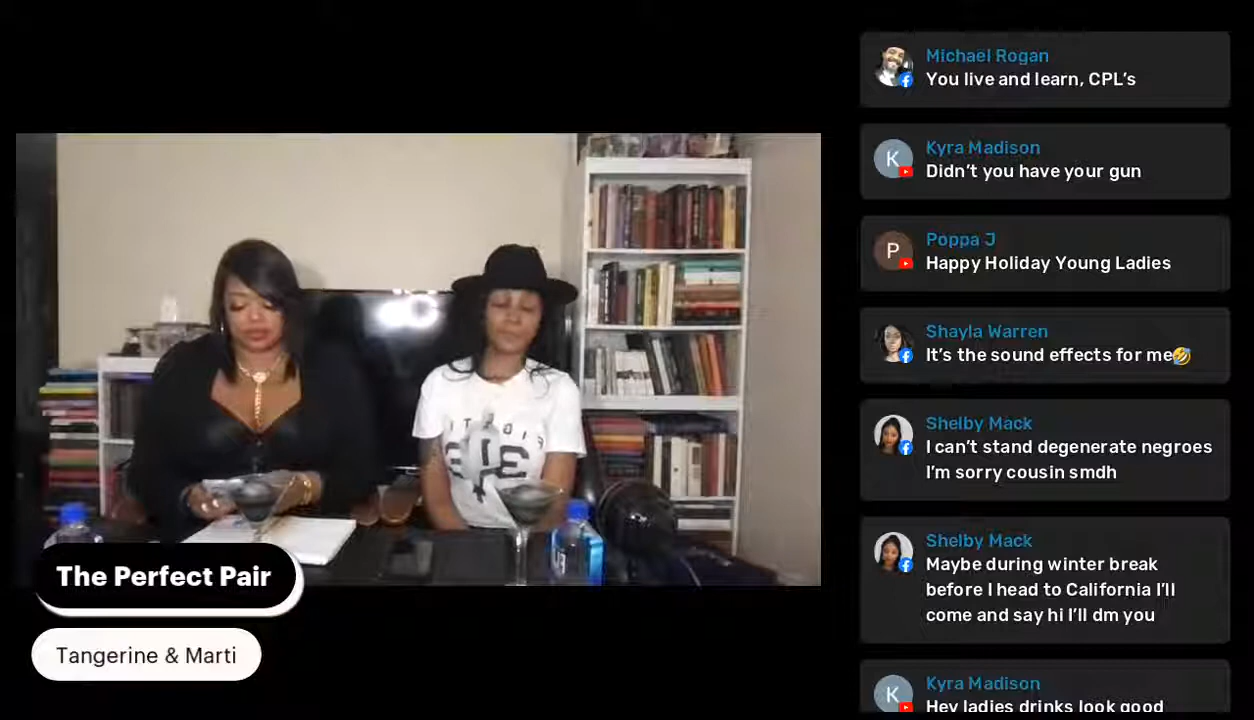 Michael Rogan
You live and learn, CPL's
K
Kyra Madison
Didn't you have your gun
P
Poppa J
Happy Holiday Young Ladies
Shayla Warren
It's the sound effects for me🤣
Shelby Mack
I can't stand degenerate negroes
I'm sorry cousin smdh
Shelby Mack
Maybe during winter break
before I head to California I'll
come and say hi I'll dm you
K
Kyra Madison
Hey ladies drinks look good
The Perfect Pair
Tangerine & Marti